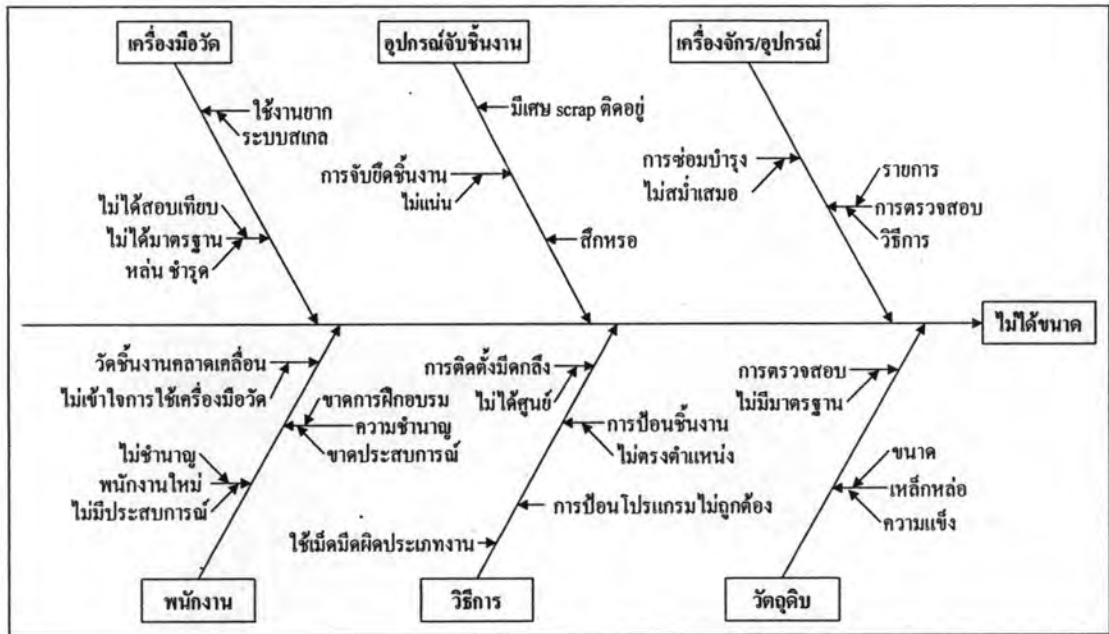 เครื่องมือวัด
อุปกรณ์จับชิ้นงาน
เครื่องจักร/อุปกรณ์
ใช้งานยาก
ระบบสเกล
ไม่ได้สอบเทียบ
ไม่ได้มาตรฐาน
หล่น ชำรุด
มีเศษ scrap ติดอยู่
การจับยึดชิ้นงาน
ไม่แน่น
สึกหรอ
การซ่อมบำรุง
ไม่สม่ำเสมอ
รายการ
การตรวจสอบ
วิธีการ
ไม่ได้ขนาด
วัดชิ้นงานคลาดเคลื่อน
ไม่เข้าใจการใช้เครื่องมือวัด
ขาดการฝึกอบรม
ความชำนาญ
ขาดประสบการณ์
ไม่ชำนาญ
พนักงานใหม่
ไม่มีประสบการณ์
การติดตั้งมีดกลึง
ไม่ได้ศูนย์
การป้อนชิ้นงาน
ไม่ตรงตำแหน่ง
การป้อนโปรแกรมไม่ถูกต้อง
ใช้เม็ดมีดผิดประเภทงาน
การตรวจสอบ
ไม่มีมาตรฐาน
ขนาด
เหล็กหล่อ
ความแข็ง
พนักงาน
วิธีการ
วัตถุดิบ